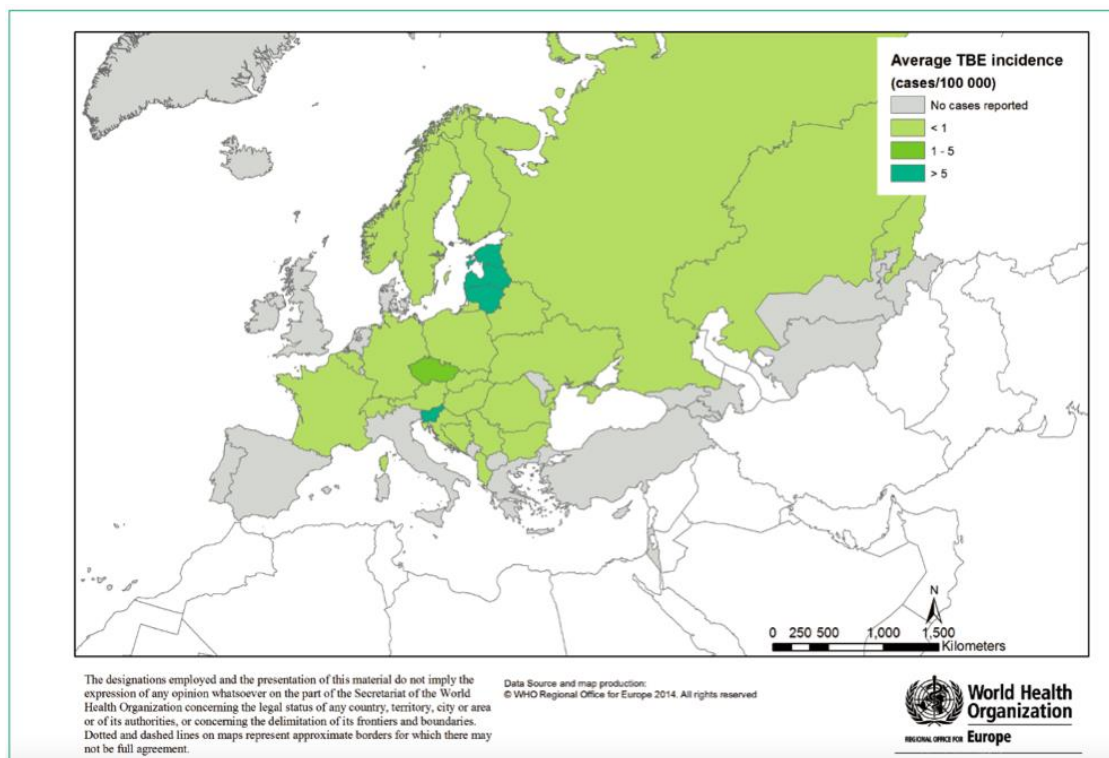 Average TBE incidence
(cases/100 000)
No cases reported
< 1
1 - 5
> 5
N
0 250 500 1,000 1,500
Kilometers
The designations employed and the presentation of this material do not imply the
expression of any opinion whatsoever on the part of the Secretariat of the World
Health Organization concerning the legal status of any country, territory, city or area
or of its authorities, or concerning the delimitation of its frontiers and boundaries.
Dotted and dashed lines on maps represent approximate borders for which there may
not be full agreement.
Data Source and map production:
© WHO Regional Office for Europe 2014. All rights reserved
World Health
Organization
REGIONAL OFFICE FOR Europe